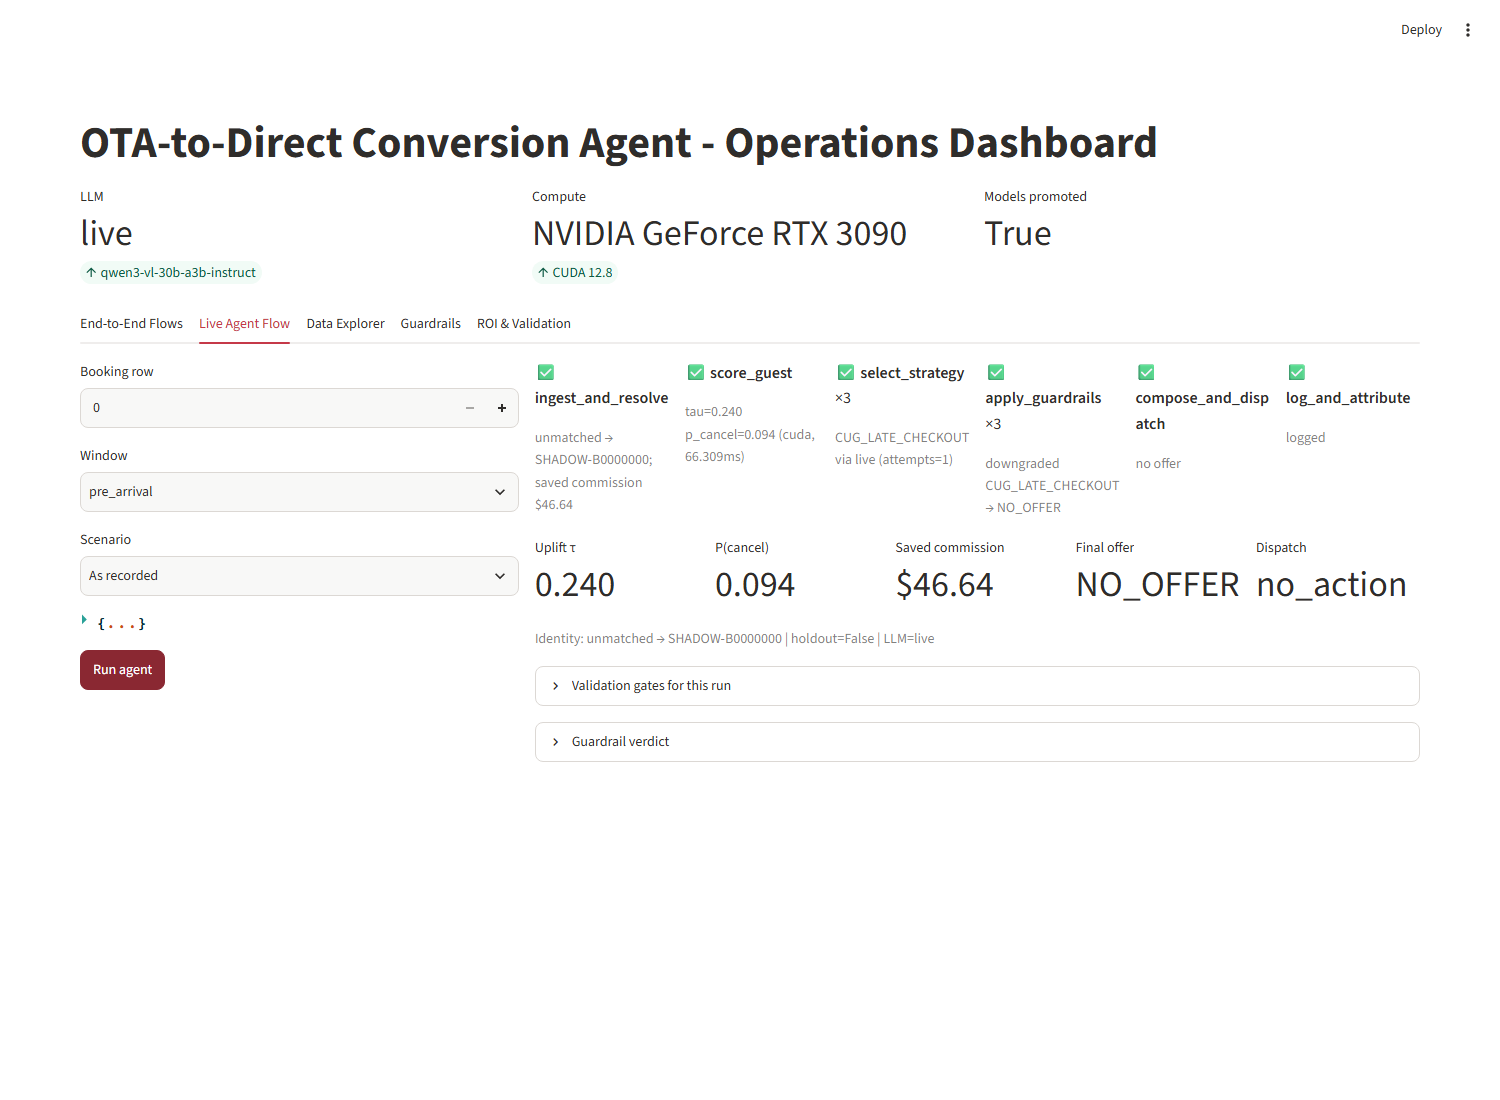 Deploy
OTA-to-Direct Conversion Agent - Operations Dashboard
LLM
live
↑ qwen3-vl-30b-a3b-instruct
Compute
NVIDIA GeForce RTX 3090
↑ CUDA 12.8
Models promoted
True
End-to-End Flows
Live Agent Flow
Data Explorer
Guardrails
ROI & Validation
Booking row
0
Window
pre_arrival
Scenario
As recorded
{...}
Run agent
✅
ingest_and_resolve
unmatched →
SHADOW-B0000000;
saved commission
$46.64
✅ score_guest
tau=0.240
p_cancel=0.094 (cuda,
66.309ms)
✅ select_strategy
×3
CUG_LATE_CHECKOUT
via live (attempts=1)
✅
apply_guardrails
×3
downgraded
CUG_LATE_CHECKOUT
→ NO_OFFER
✅
compose_and_disp
atch
no offer
✅
log_and_attribute
logged
Uplift τ
0.240
P(cancel)
0.094
Saved commission
$46.64
Final offer
NO_OFFER
Dispatch
no_action
Identity: unmatched → SHADOW-B0000000 | holdout=False | LLM=live
Validation gates for this run
Guardrail verdict